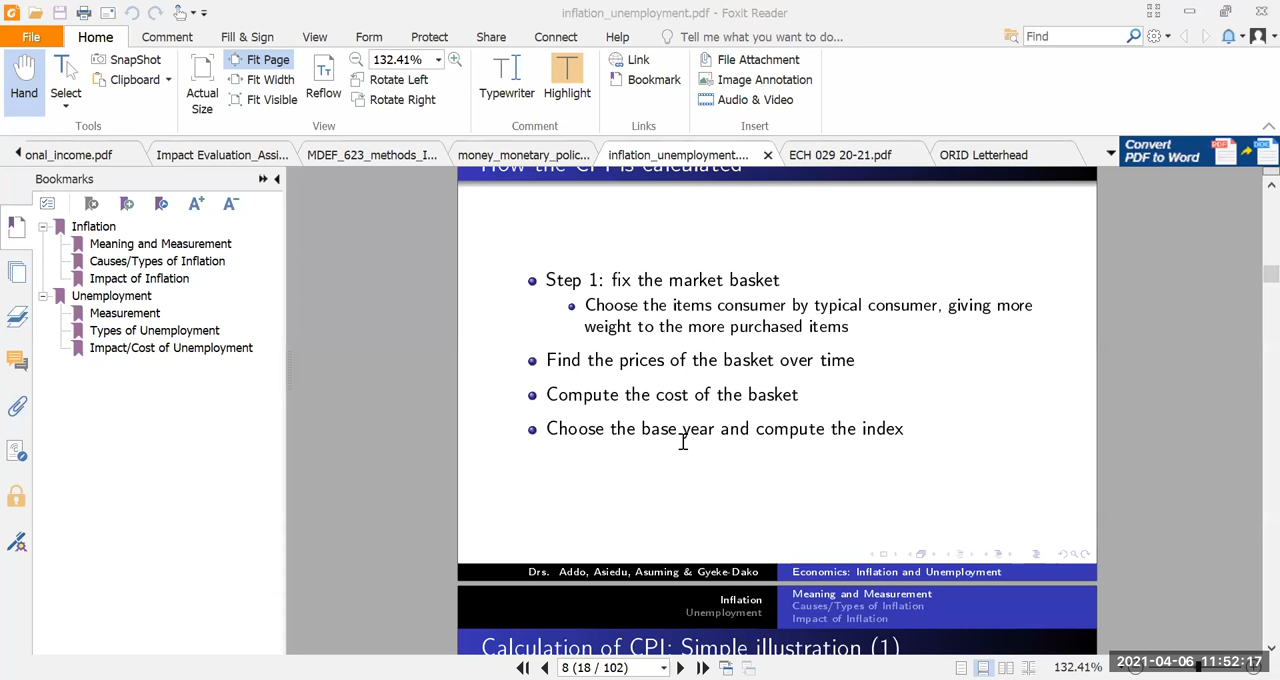 inflation_unemployment.pdf - Foxit Reader
File Home Comment Fill & Sign View Form Protect Share Connect Help Tell me what you want to do... Find
Hand
Select
SnapShot
Clipboard
Tools
Actual Size
Fit Page
Fit Width
Fit Visible
Reflow
132.41%
Rotate Left
Rotate Right
View
Typewriter
Highlight
Comment
Link
Bookmark
Links
File Attachment
Image Annotation
Audio & Video
Insert
onal_income.pdf Impact Evaluation_Assi... MDEF_623_methods_I... money_monetary_polic... inflation_unemployment.... ECH 029 20-21.pdf ORID Letterhead
Convert
PDF to Word
Bookmarks
Inflation
Meaning and Measurement
Causes/Types of Inflation
Impact of Inflation
Unemployment
Measurement
Types of Unemployment
Impact/Cost of Unemployment
How the CPI is calculated
Step 1: fix the market basket
Choose the items consumer by typical consumer, giving more
weight to the more purchased items
Find the prices of the basket over time
Compute the cost of the basket
Choose the base year and compute the index
Drs. Addo, Asiedu, Asuming & Gyeke-Dako Economics: Inflation and Unemployment
Inflation
Unemployment
Meaning and Measurement
Causes/Types of Inflation
Impact of Inflation
Calculation of CPI: Simple illustration (1)
8 (18 / 102)
132.41%
2021-04-06 11:52:17